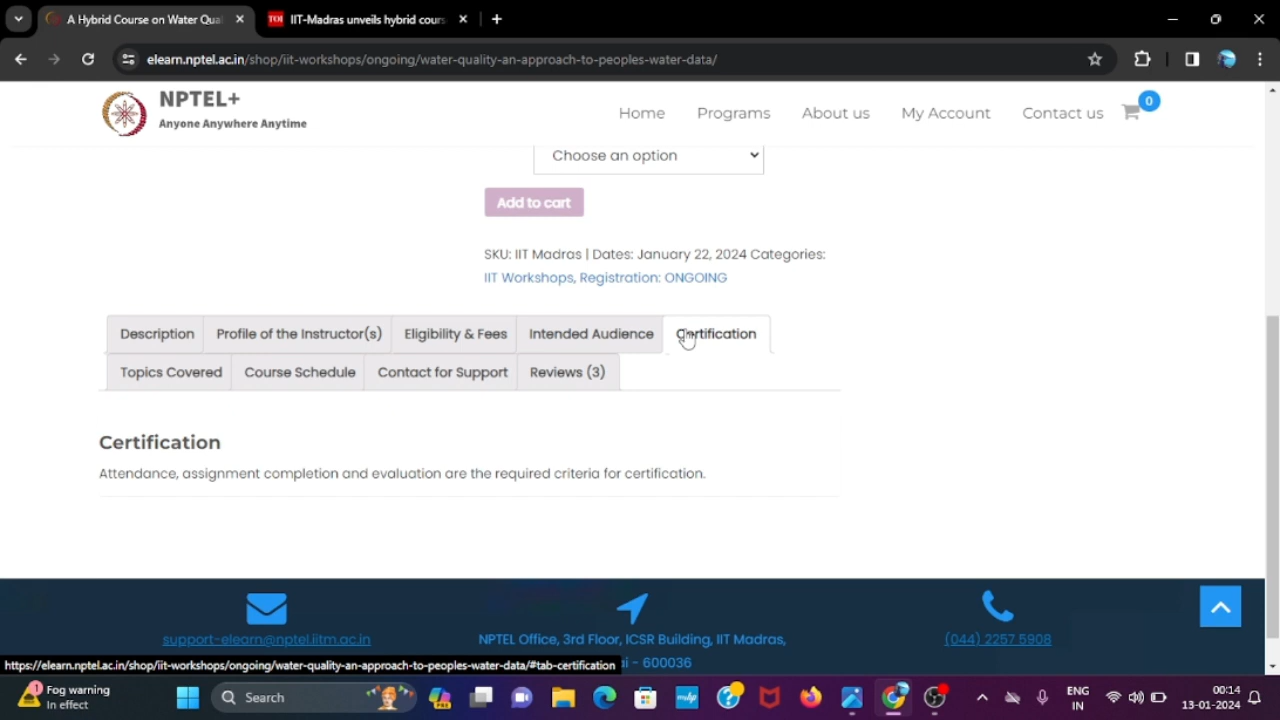 A Hybrid Course on Water Qual
TOI IIT-Madras unveils hybrid cours
elearn.nptel.ac.in/shop/iit-workshops/ongoing/water-quality-an-approach-to-peoples-water-data/
NPTEL+
Anyone Anywhere Anytime
Home Programs About us My Account Contact us 0
Choose an option
Add to cart
SKU: IIT Madras | Dates: January 22, 2024 Categories:
IIT Workshops, Registration: ONGOING
Description Profile of the Instructor(s) Eligibility & Fees Intended Audience Certification
Topics Covered Course Schedule Contact for Support Reviews (3)
Certification
Attendance, assignment completion and evaluation are the required criteria for certification.
support-elearn@nptel.iitm.ac.in
NPTEL Office, 3rd Floor, ICSR Building, IIT Madras,
(044) 2257 5908
https://elearn.nptel.ac.in/shop/iit-workshops/ongoing/water-quality-an-approach-to-peoples-water-data/#tab-certification
- 600036
1
Fog warning
In effect
Search
ENG
IN
00:14
13-01-2024